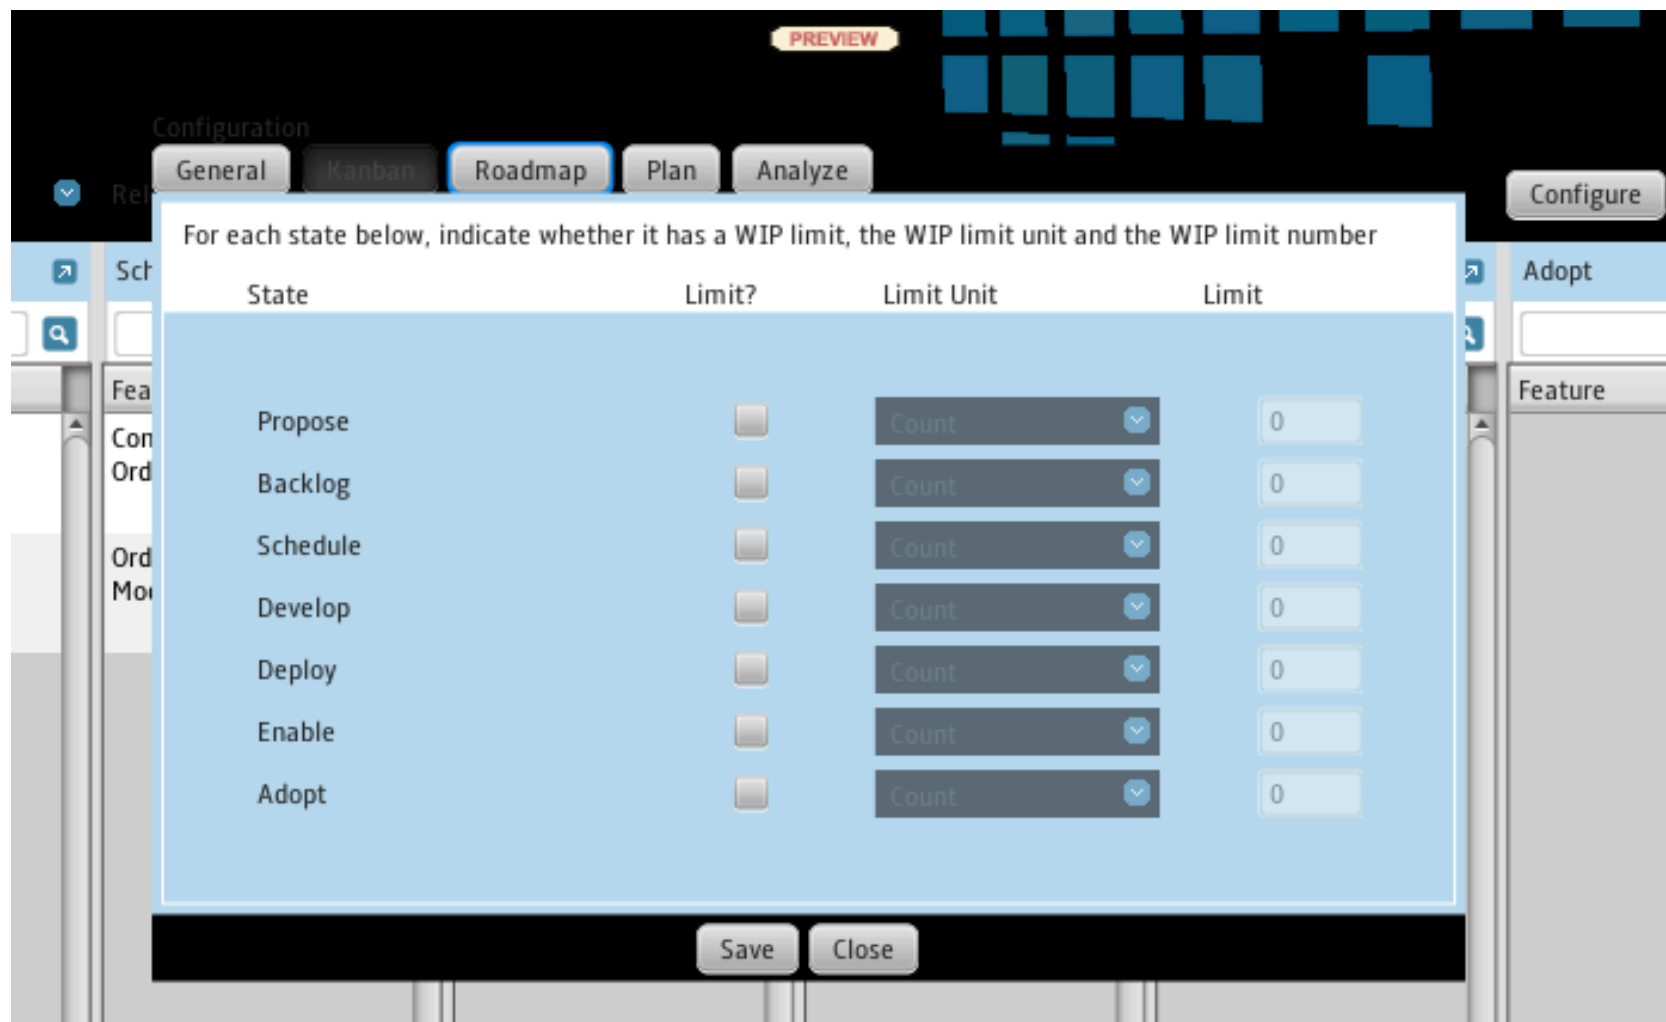 PREVIEW
Configuration
General Kanban Roadmap Plan Analyze
Configure
For each state below, indicate whether it has a WIP limit, the WIP limit unit and the WIP limit number
Adopt
State Limit? Limit Unit Limit
Feature
Propose Count 0
Backlog Count 0
Schedule Count 0
Develop Count 0
Deploy Count 0
Enable Count 0
Adopt Count 0
Save Close